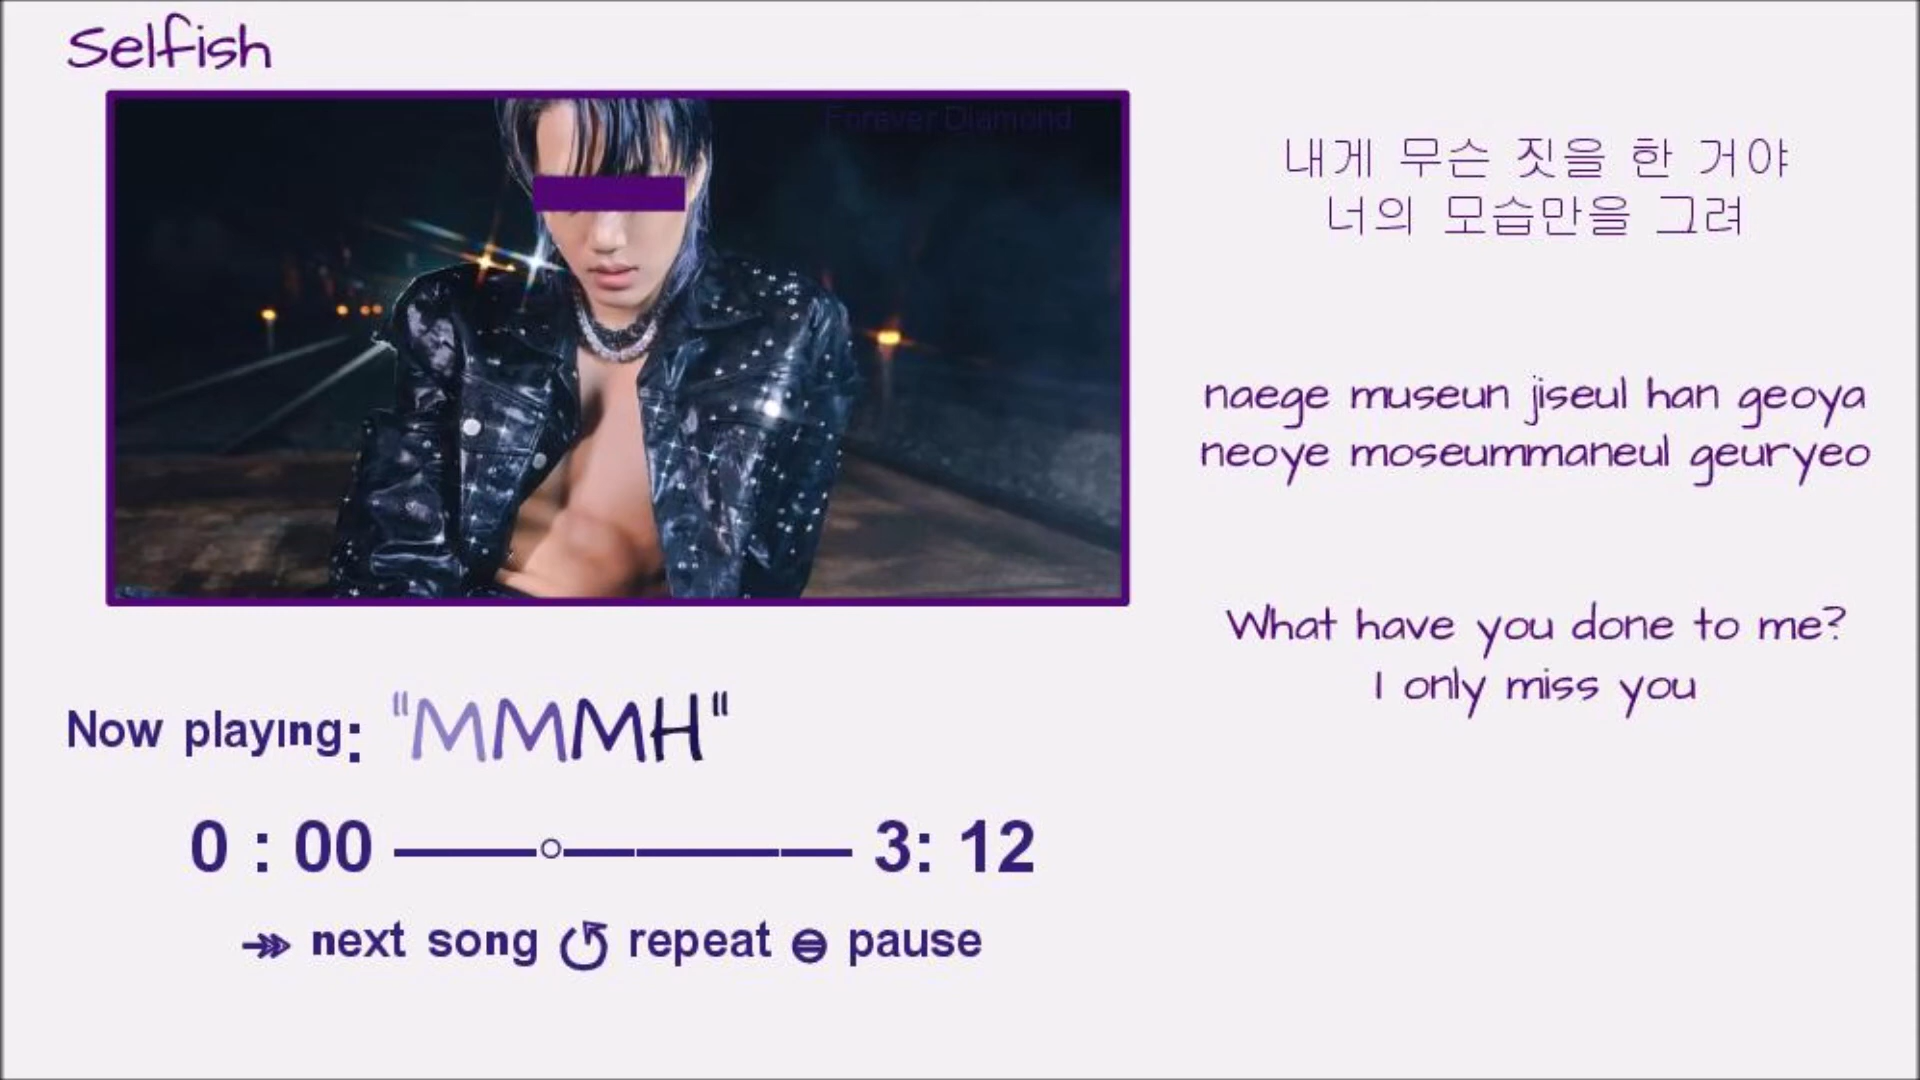 Selfish
Forever Diamond
내게 무슨 짓을 한 거야
너의 모습만을 그려
naege museun jiseul han geoya
neoye moseummaneul geuryeo
What have you done to me?
I only miss you
Now playing: "MMMH"
0 : 00 3: 12
next song repeat pause